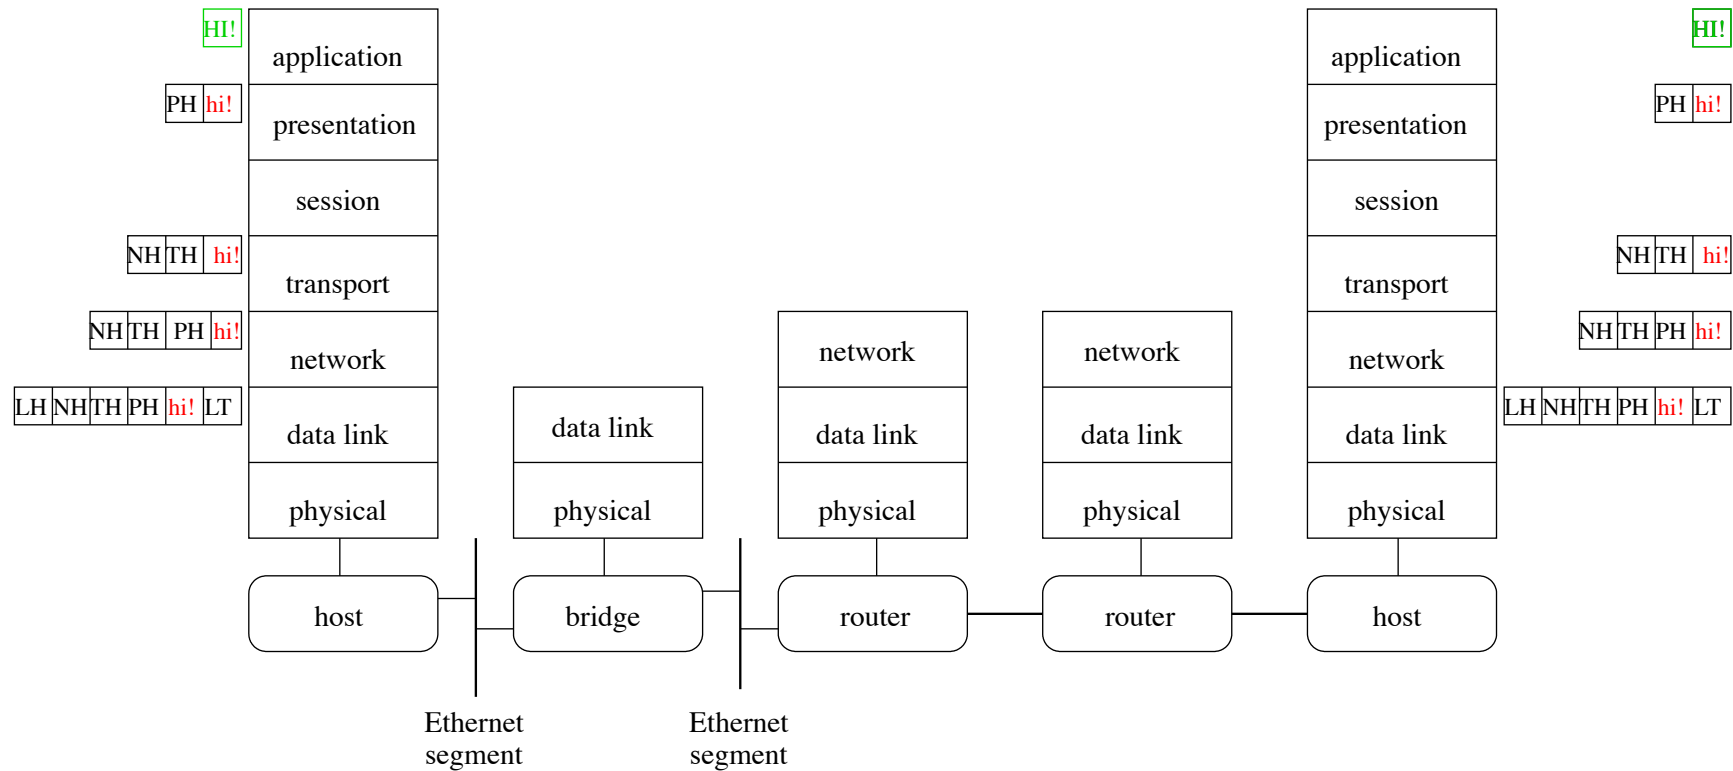 HI!
application
application
HI!
PH hi!
presentation
presentation
PH hi!
session
session
NH TH hi!
transport
transport
NH TH hi!
NH TH PH hi!
network
network
network
network
NH TH PH hi!
LH NH TH PH hi! LT
data link
data link
data link
data link
data link
LH NH TH PH hi! LT
physical
physical
physical
physical
physical
host
bridge
router
router
host
Ethernet
segment
Ethernet
segment